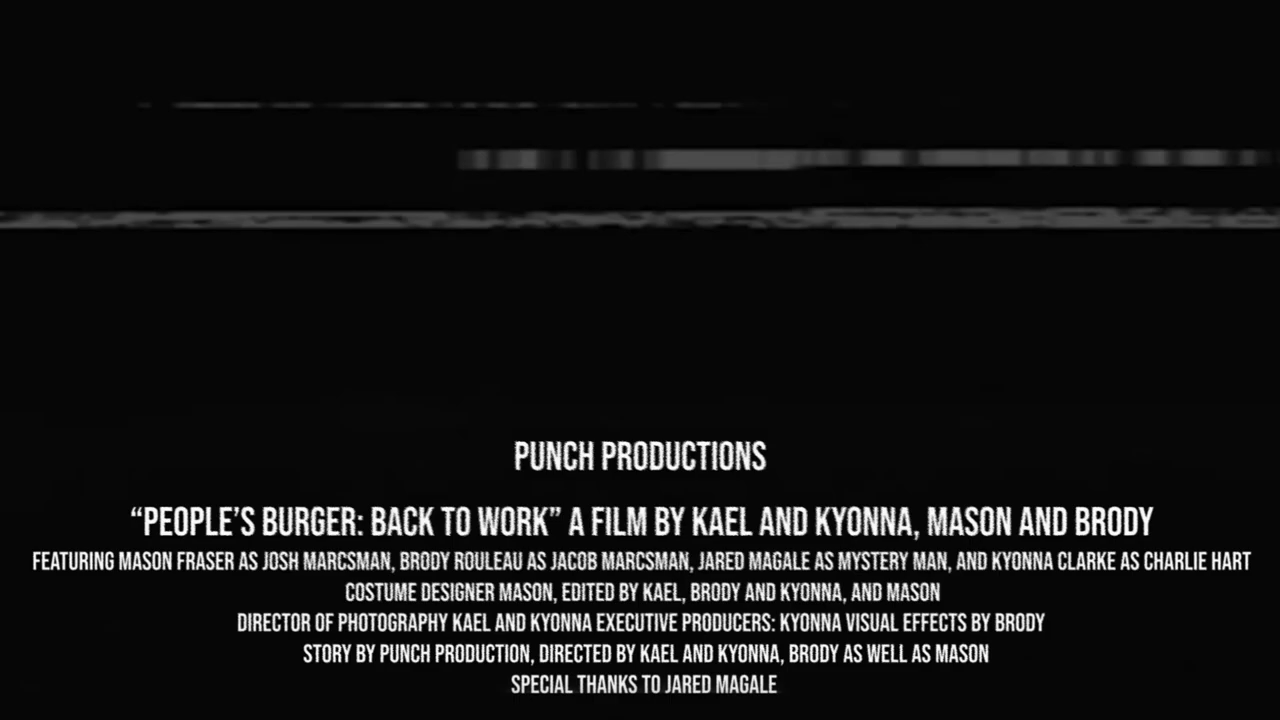 PUNCH PRODUCTIONS
“PEOPLE’S BURGER: BACK TO WORK” A FILM BY KAEL AND KYONNA, MASON AND BRODY
FEATURING MASON FRASER AS JOSH MARCSMAN, BRODY ROULEAU AS JACOB MARCSMAN, JARED MAGALE AS MYSTERY MAN, AND KYONNA CLARKE AS CHARLIE HART
COSTUME DESIGNER MASON, EDITED BY KAEL, BRODY AND KYONNA, AND MASON
DIRECTOR OF PHOTOGRAPHY KAEL AND KYONNA EXECUTIVE PRODUCERS: KYONNA VISUAL EFFECTS BY BRODY
STORY BY PUNCH PRODUCTION, DIRECTED BY KAEL AND KYONNA, BRODY AS WELL AS MASON
SPECIAL THANKS TO JARED MAGALE